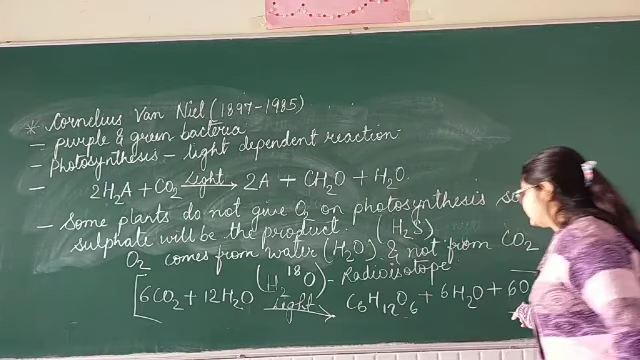 * Cornelius Van Niel (1897-1985)
- purple & green bacteria
- Photosynthesis - light dependent reaction.
- 2H₂A + CO₂ Light → 2A + CH₂O + H₂O.
- Some plants do not give O₂ on photosynthesis so
sulphate will be the product. (H₂S)
O₂ comes from water (H₂O) & not from CO₂
(H₂¹⁸O) - Radioisotope
[6CO₂ + 12H₂O Light → C₆H₁₂O₆ + 6H₂O + 6O